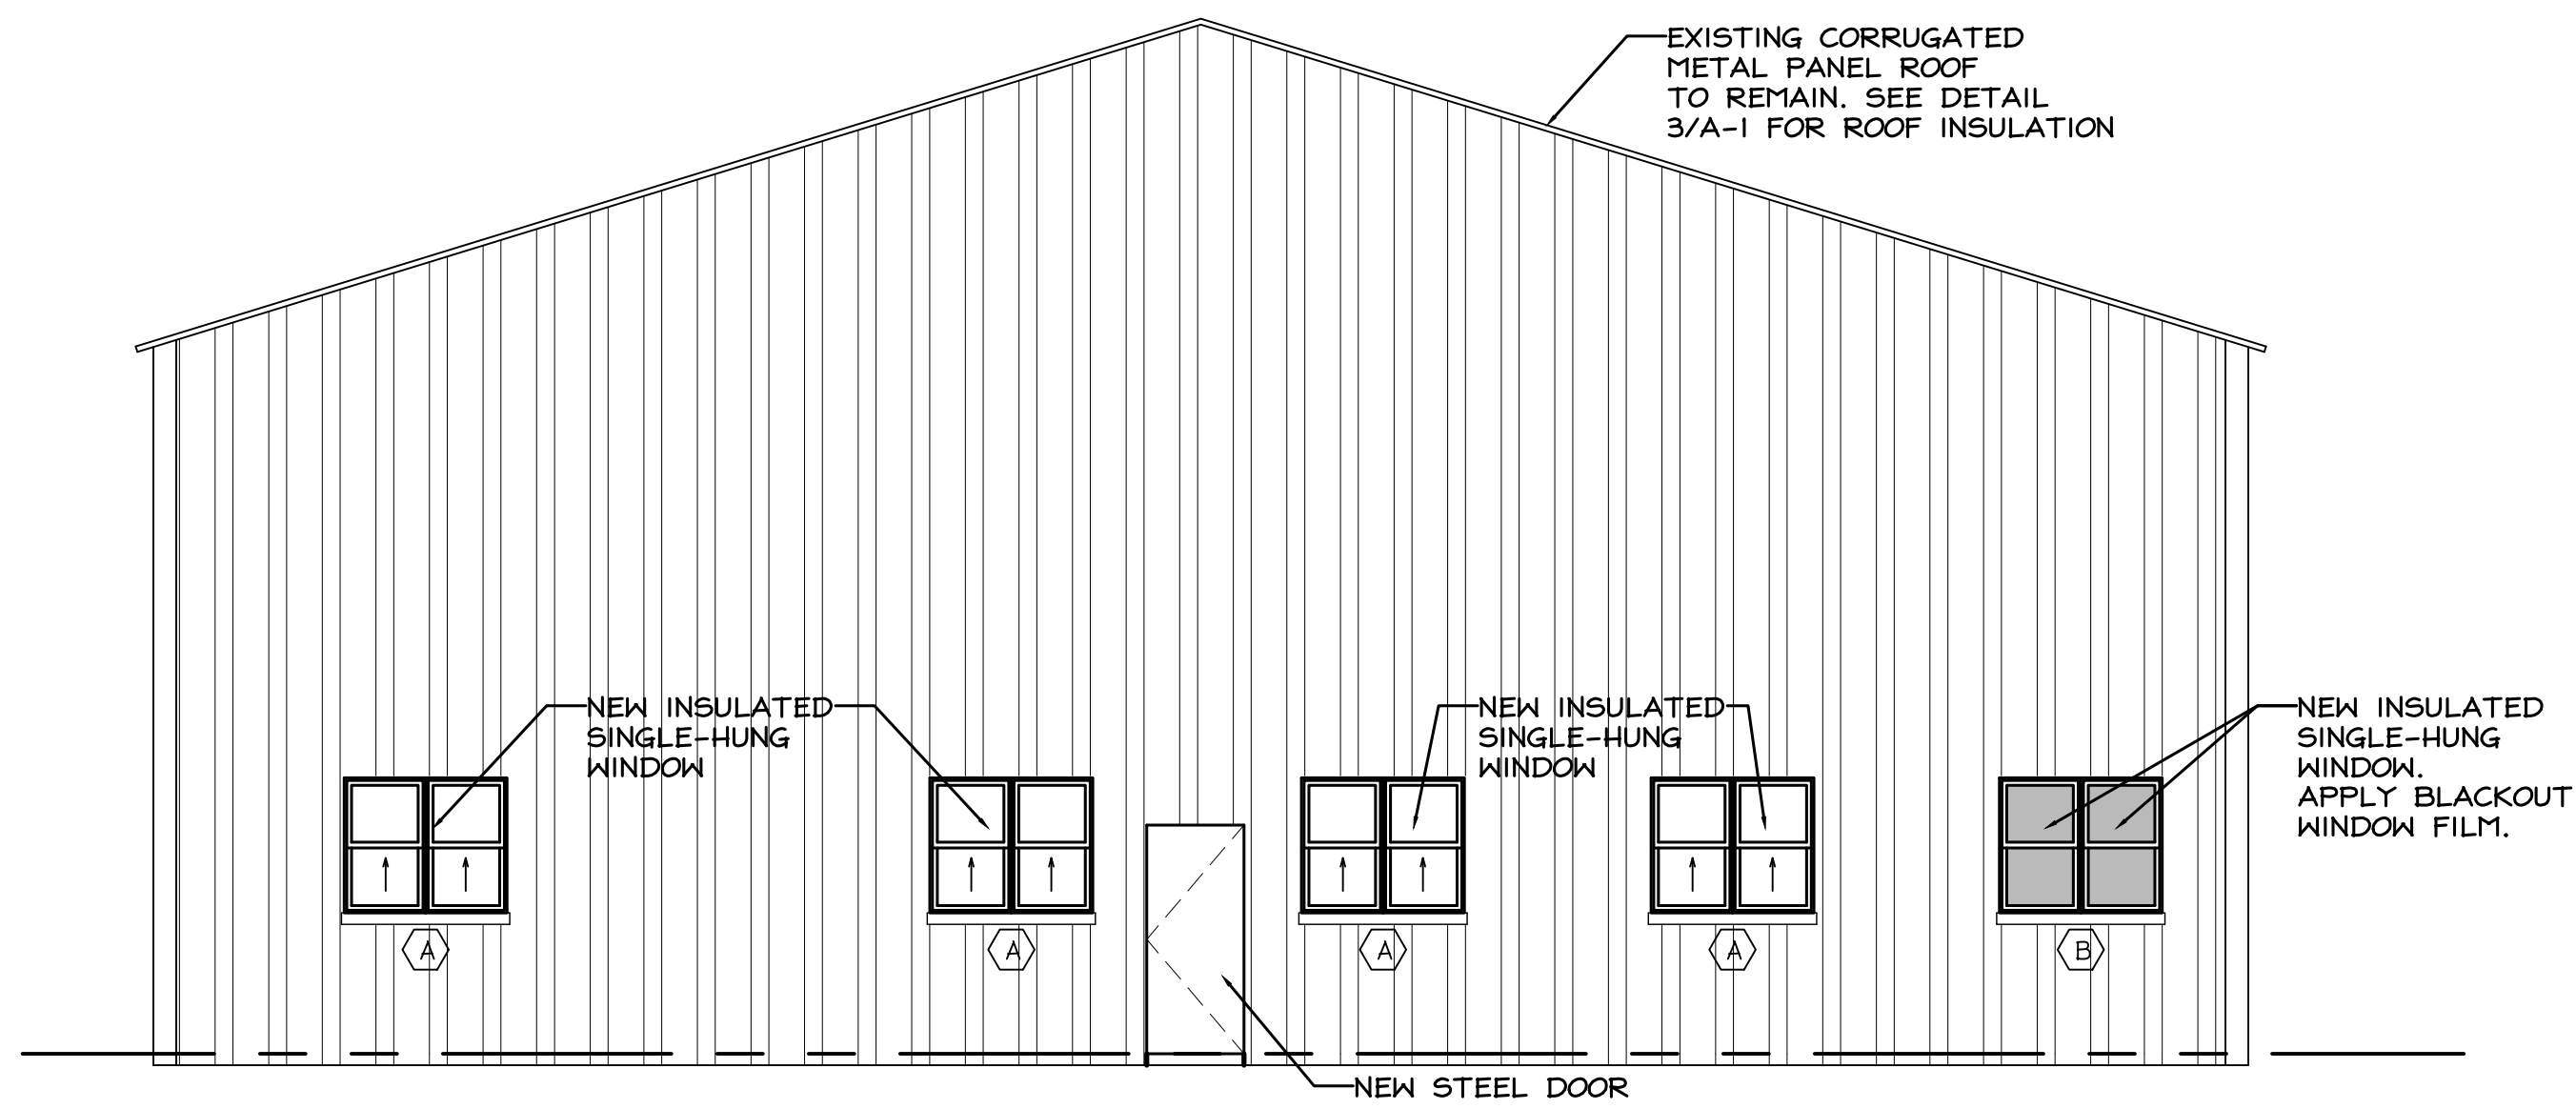 EXISTING CORRUGATED
METAL PANEL ROOF
TO REMAIN. SEE DETAIL
3/A-1 FOR ROOF INSULATION
NEW INSULATED
SINGLE-HUNG
WINDOW
NEW INSULATED
SINGLE-HUNG
WINDOW
NEW INSULATED
SINGLE-HUNG
WINDOW.
APPLY BLACKOUT
WINDOW FILM.
A
A
A
A
B
NEW STEEL DOOR